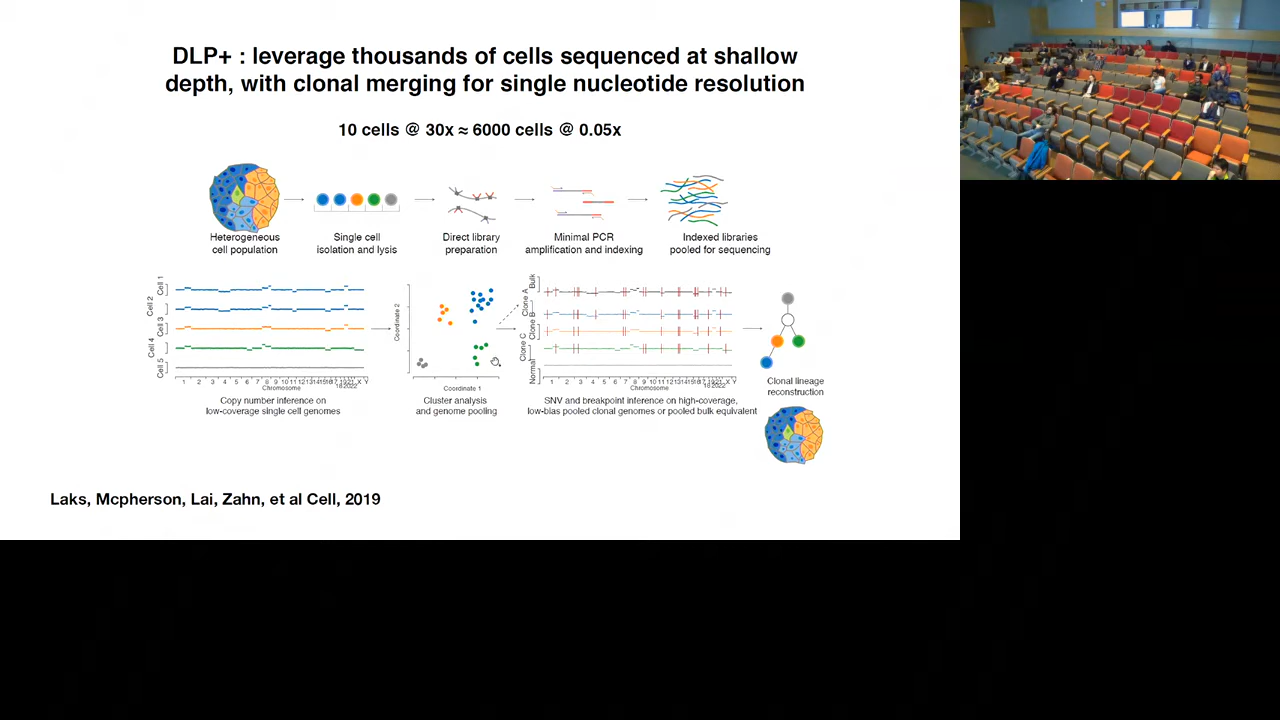 DLP+ : leverage thousands of cells sequenced at shallow
depth, with clonal merging for single nucleotide resolution
10 cells @ 30x ≈ 6000 cells @ 0.05x
Heterogeneous
cell population
Single cell
isolation and lysis
Direct library
preparation
Minimal PCR
amplification and indexing
Indexed libraries
pooled for sequencing
Cell 1
Cell 2
Cell 3
Cell 4
Cell 5
Chromosome
Copy number inference on
low-coverage single cell genomes
Coordinate 2
Coordinate 1
Cluster analysis
and genome pooling
Bulk
Clone A
Clone B
Clone C
Normal
Chromosome
SNV and breakpoint inference on high-coverage,
low-bias pooled clonal genomes or pooled bulk equivalent
Clonal lineage
reconstruction
Laks, Mcpherson, Lai, Zahn, et al Cell, 2019